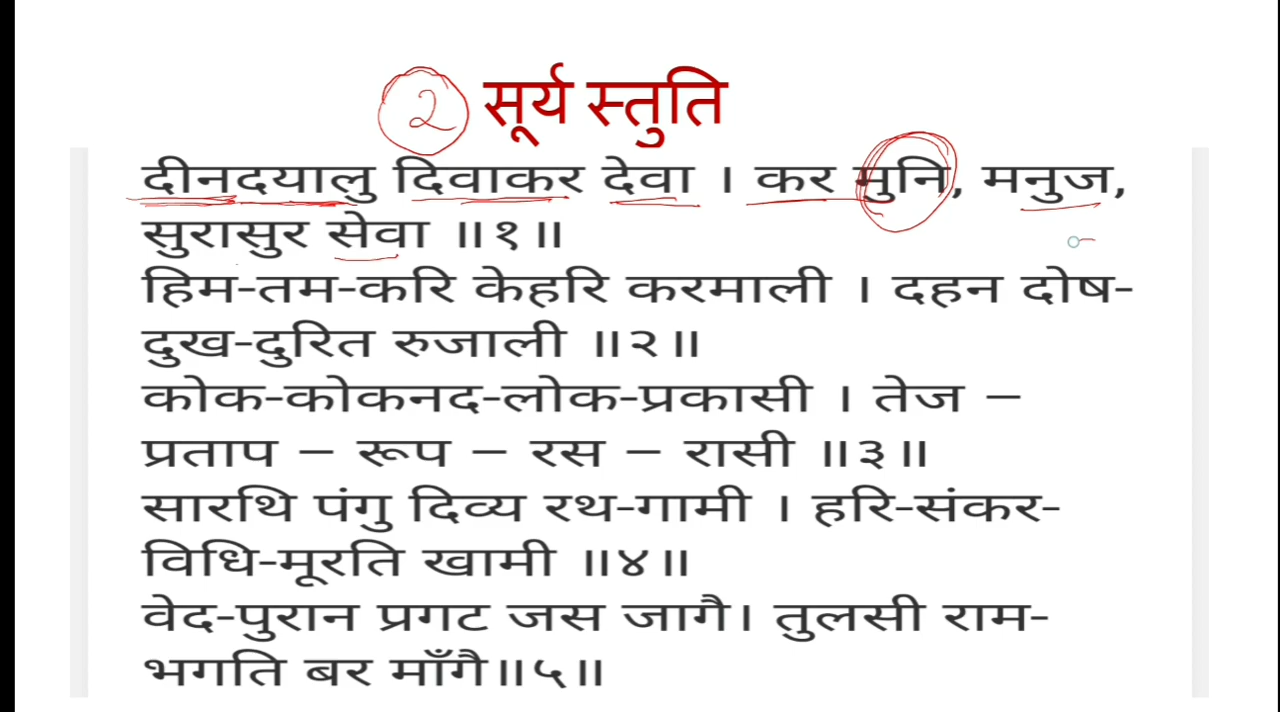 2 सूर्य स्तुति
दीनदयालु दिवाकर देवा । कर मुनि, मनुज,
सुरासुर सेवा ॥१॥
हिम-तम-करि केहरि करमाली । दहन दोष-
दुख-दुरित रुजाली ॥२॥
कोक-कोकनद-लोक-प्रकासी । तेज –
प्रताप – रूप – रस – रासी ॥३॥
सारथि पंगु दिव्य रथ-गामी । हरि-संकर-
विधि-मूरति खामी ॥४॥
वेद-पुरान प्रगट जस जागै। तुलसी राम-
भगति बर माँगै॥५॥